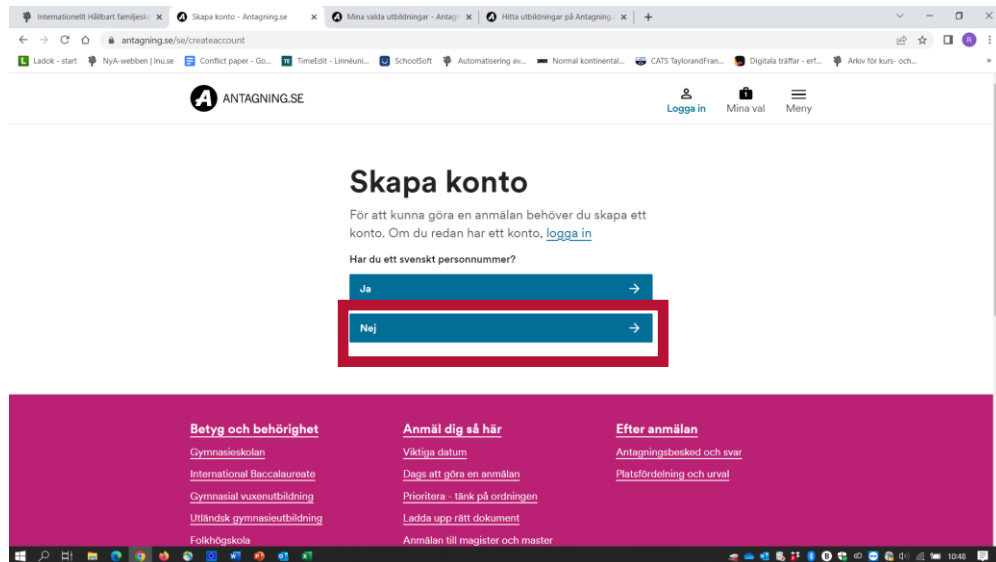 Internationellt Hållbart familjesk
Skapa konto - Antagning.se
Mina valda utbildningar - Antagn
Hitta utbildningar på Antagning.
antagning.se/se/createaccount
R
Ladok - start
NyA-webben | lnu.se
Conflict paper - Go...
TimeEdit - Linnéuni...
SchoolSoft
Automatisering av...
Normal kontinental...
CATS TaylorandFran...
Digitala träffar - erf...
Arkiv för kurs- och...
»
A ANTAGNING.SE
1
Logga in
Mina val
Meny
Skapa konto
För att kunna göra en anmälan behöver du skapa ett
konto. Om du redan har ett konto, logga in
Har du ett svenskt personnummer?
Ja
Nej
Betyg och behörighet
Gymnasieskolan
International Baccalaureate
Gymnasial vuxenutbildning
Utländsk gymnasieutbildning
Folkhögskola
Anmäl dig så här
Viktiga datum
Dags att göra en anmälan
Prioritera - tänk på ordningen
Ladda upp rätt dokument
Anmälan till magister och master
Efter anmälan
Antagningsbesked och svar
Platsfördelning och urval
10:48